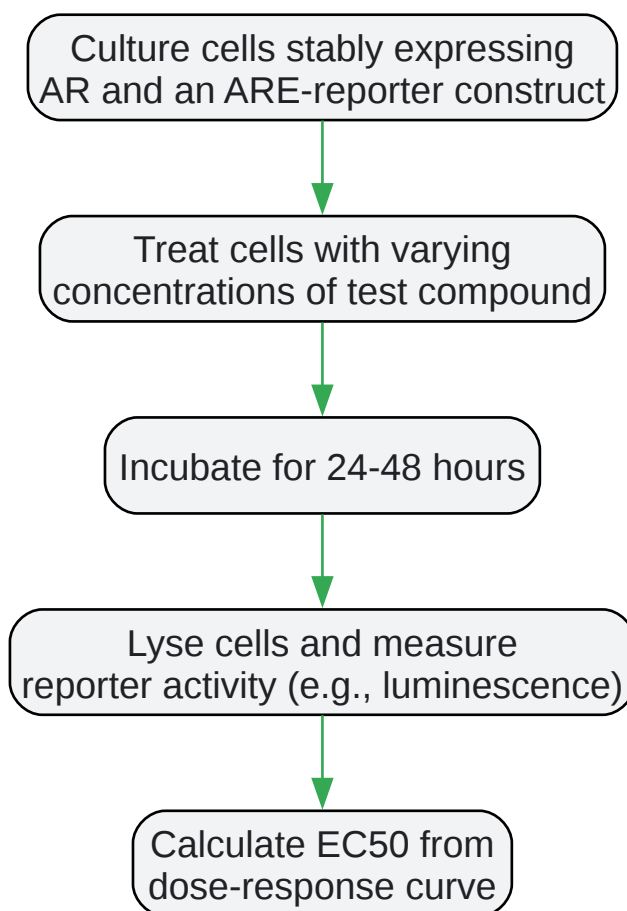 Culture cells stably expressing
AR and an ARE-reporter construct
Treat cells with varying
concentrations of test compound
Incubate for 24-48 hours
Lyse cells and measure
reporter activity (e.g., luminescence)
Calculate EC50 from
dose-response curve